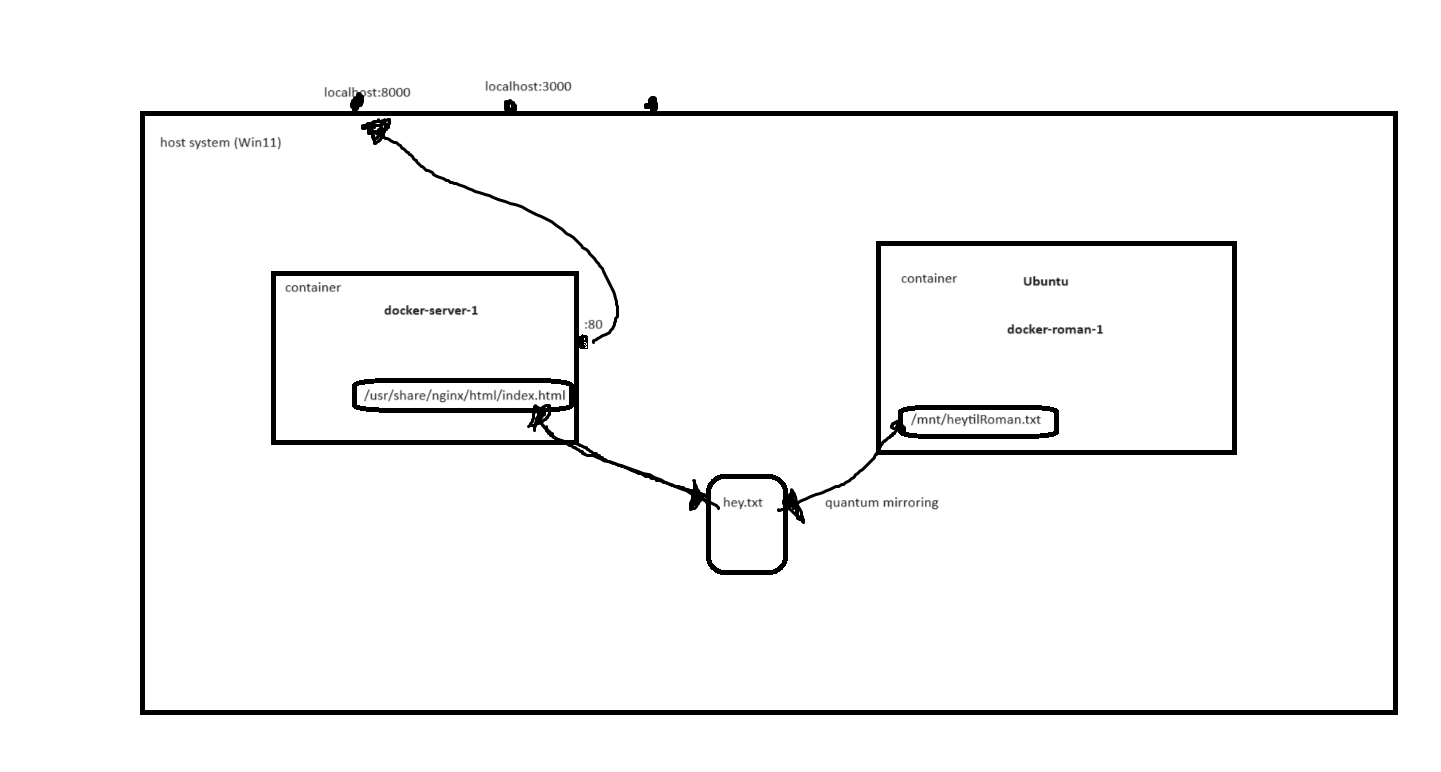 localhost:8000
localhost:3000
host system (Win11)
container
docker-server-1
:80
/usr/share/nginx/html/index.html
container
Ubuntu
docker-roman-1
/mnt/heytilRoman.txt
hey.txt
quantum mirroring